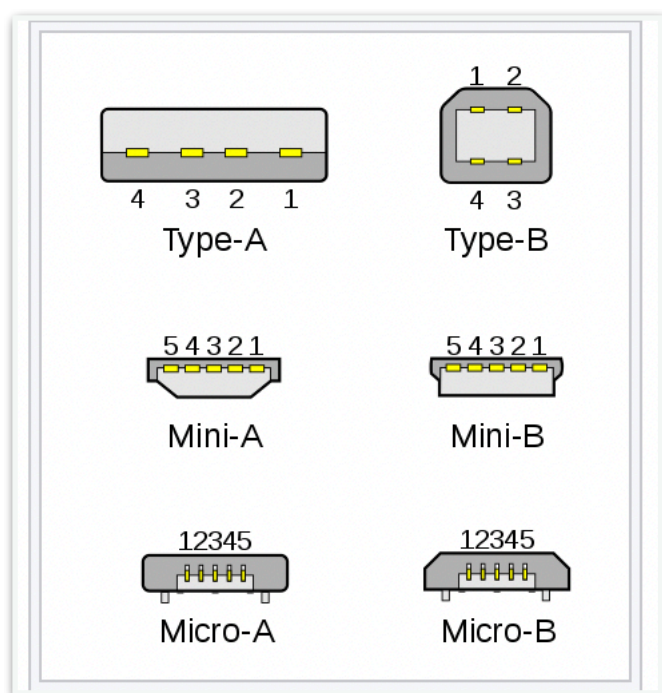 1 2
4 3 2 1
4 3
Type-A
Type-B
5 4 3 2 1
5 4 3 2 1
Mini-A
Mini-B
12345
12345
Micro-A
Micro-B